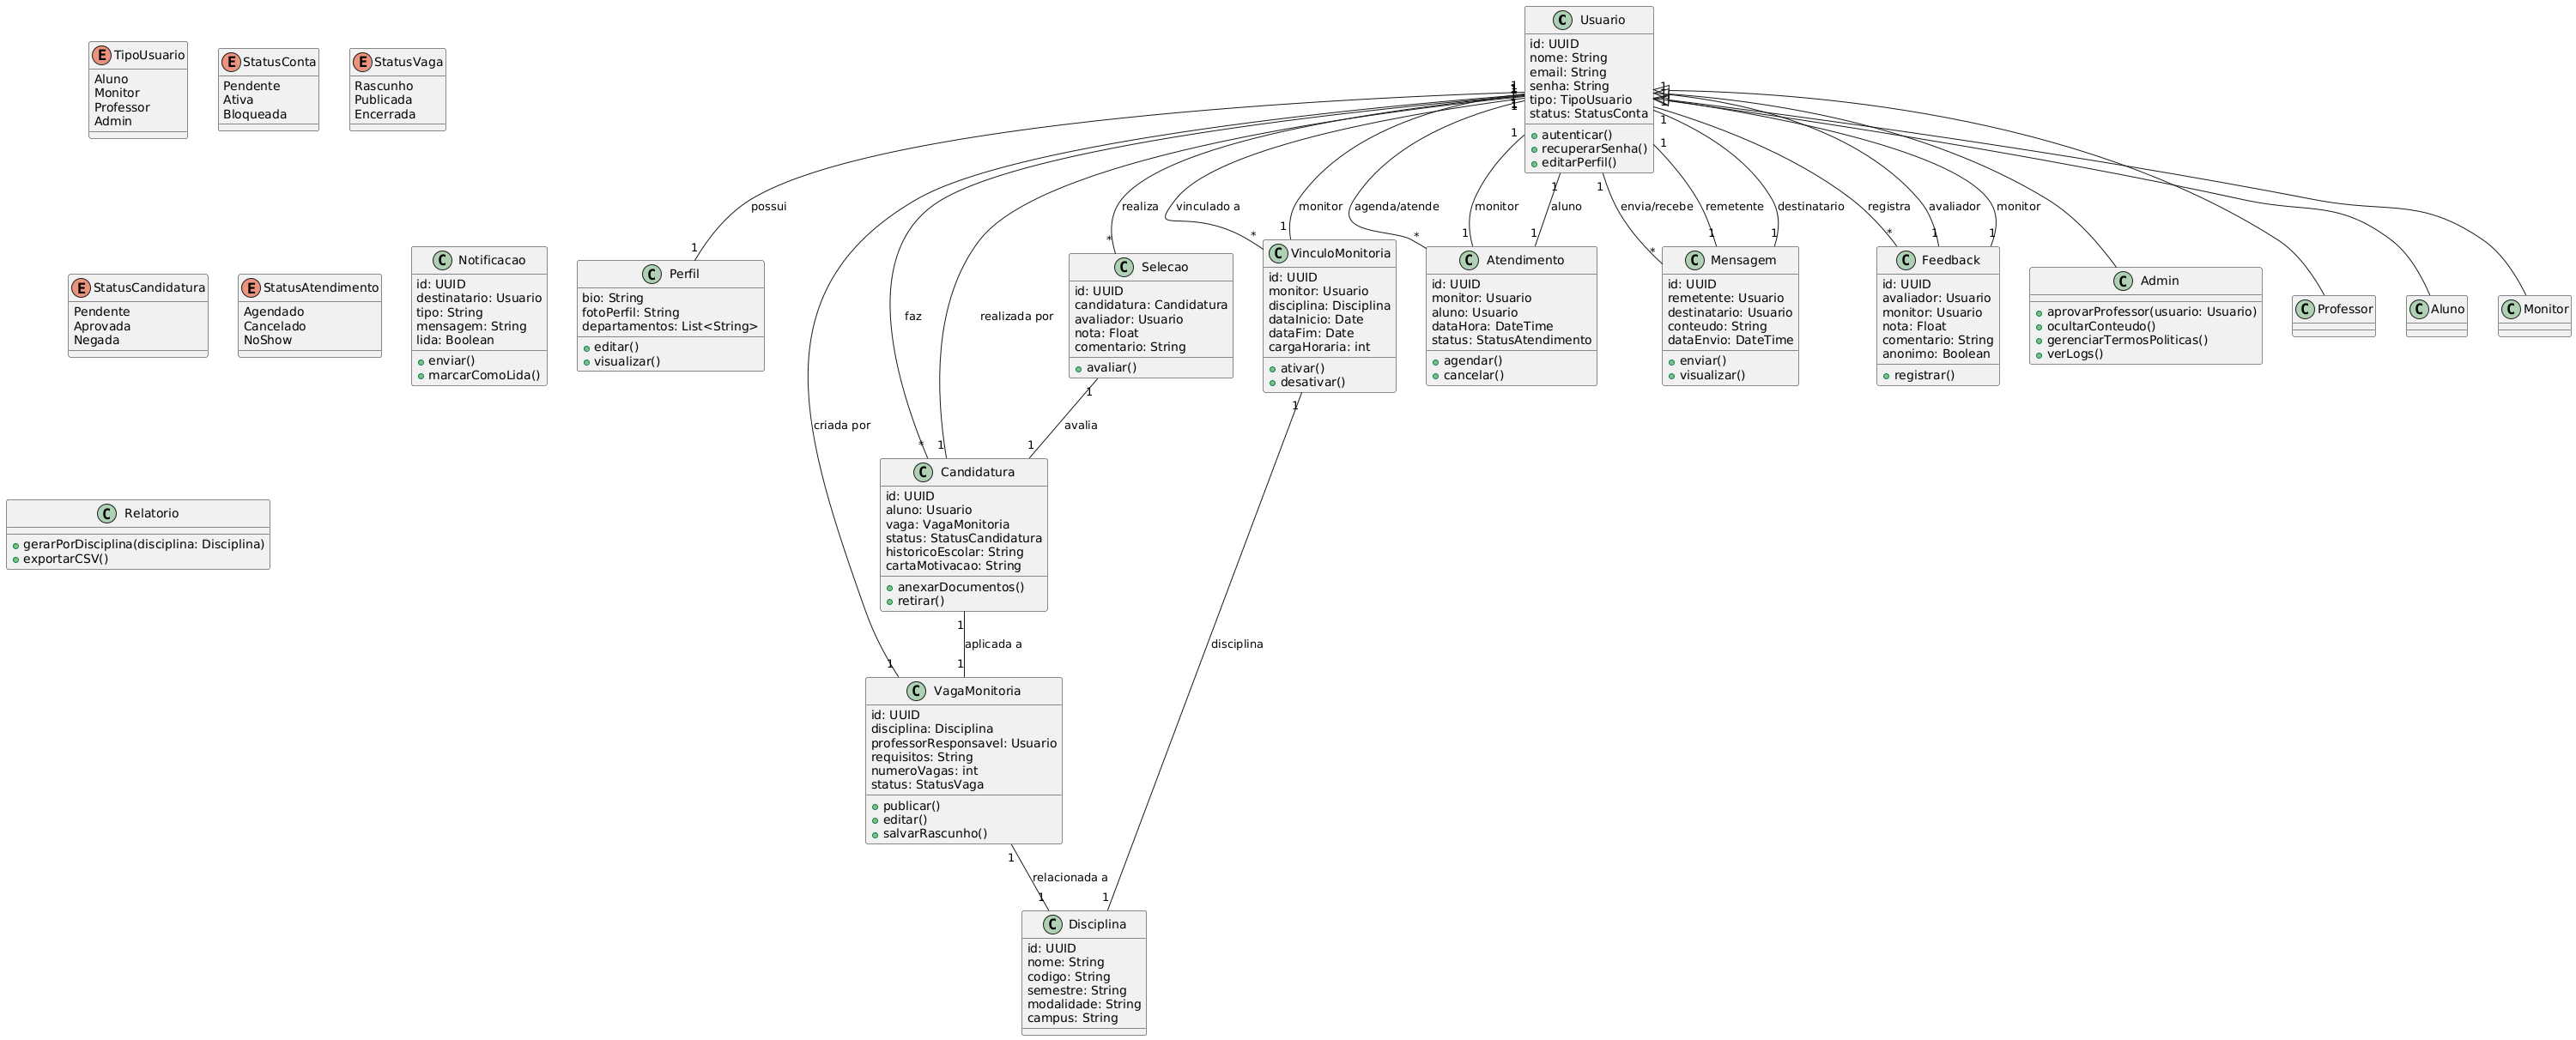 C Usuario
id: UUID
nome: String
email: String
senha: String
tipo: TipoUsuario
status: StatusConta
autenticar()
recuperarSenha()
editarPerfil()
E TipoUsuario
Aluno
Monitor
Professor
Admin
E StatusConta
Pendente
Ativa
Bloqueada
E StatusVaga
Rascunho
Publicada
Encerrada
1
1
1
1
1
1
1
1
1
1
possui
realiza
vinculado a
monitor
agenda/atende
monitor
aluno
envia/recebe
remetente
destinatario
registra
avaliador
monitor
1
*
*
1
*
1
1
*
1
1
*
1
1
E StatusCandidatura
Pendente
Aprovada
Negada
E StatusAtendimento
Agendado
Cancelado
NoShow
C Notificacao
id: UUID
destinatario: Usuario
tipo: String
mensagem: String
lida: Boolean
enviar()
marcarComoLida()
C Perfil
bio: String
fotoPerfil: String
departamentos: List<String>
editar()
visualizar()
faz
realizada por
C Selecao
id: UUID
candidatura: Candidatura
avaliador: Usuario
nota: Float
comentario: String
avaliar()
C VinculoMonitoria
id: UUID
monitor: Usuario
disciplina: Disciplina
dataInicio: Date
dataFim: Date
cargaHoraria: int
ativar()
desativar()
C Atendimento
id: UUID
monitor: Usuario
aluno: Usuario
dataHora: DateTime
status: StatusAtendimento
agendar()
cancelar()
C Mensagem
id: UUID
remetente: Usuario
destinatario: Usuario
conteudo: String
dataEnvio: DateTime
enviar()
visualizar()
C Feedback
id: UUID
avaliador: Usuario
monitor: Usuario
nota: Float
comentario: String
anonimo: Boolean
registrar()
C Admin
aprovarProfessor(usuario: Usuario)
ocultarConteudo()
gerenciarTermosPoliticas()
verLogs()
C Professor
C Aluno
C Monitor
1
1
criada por
avalia
*
1
1
C Relatorio
gerarPorDisciplina(disciplina: Disciplina)
exportarCSV()
C Candidatura
id: UUID
aluno: Usuario
vaga: VagaMonitoria
status: StatusCandidatura
historicoEscolar: String
cartaMotivacao: String
anexarDocumentos()
retirar()
1
aplicada a
disciplina
1
1
C VagaMonitoria
id: UUID
disciplina: Disciplina
professorResponsavel: Usuario
requisitos: String
numeroVagas: int
status: StatusVaga
publicar()
editar()
salvarRascunho()
1
relacionada a
1
1
C Disciplina
id: UUID
nome: String
codigo: String
semestre: String
modalidade: String
campus: String